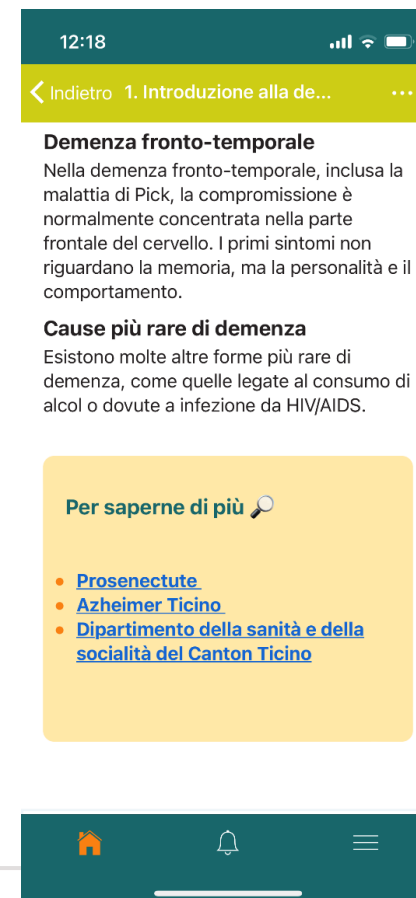 12:18
Indietro 1. Introduzione alla de...
Demenza fronto-temporale
Nella demenza fronto-temporale, inclusa la
malattia di Pick, la compromissione è
normalmente concentrata nella parte
frontale del cervello. I primi sintomi non
riguardano la memoria, ma la personalità e il
comportamento.
Cause più rare di demenza
Esistono molte altre forme più rare di
demenza, come quelle legate al consumo di
alcol o dovute a infezione da HIV/AIDS.
Per saperne di più
Prosenectute
Azheimer Ticino
Dipartimento della sanità e della
socialità del Canton Ticino